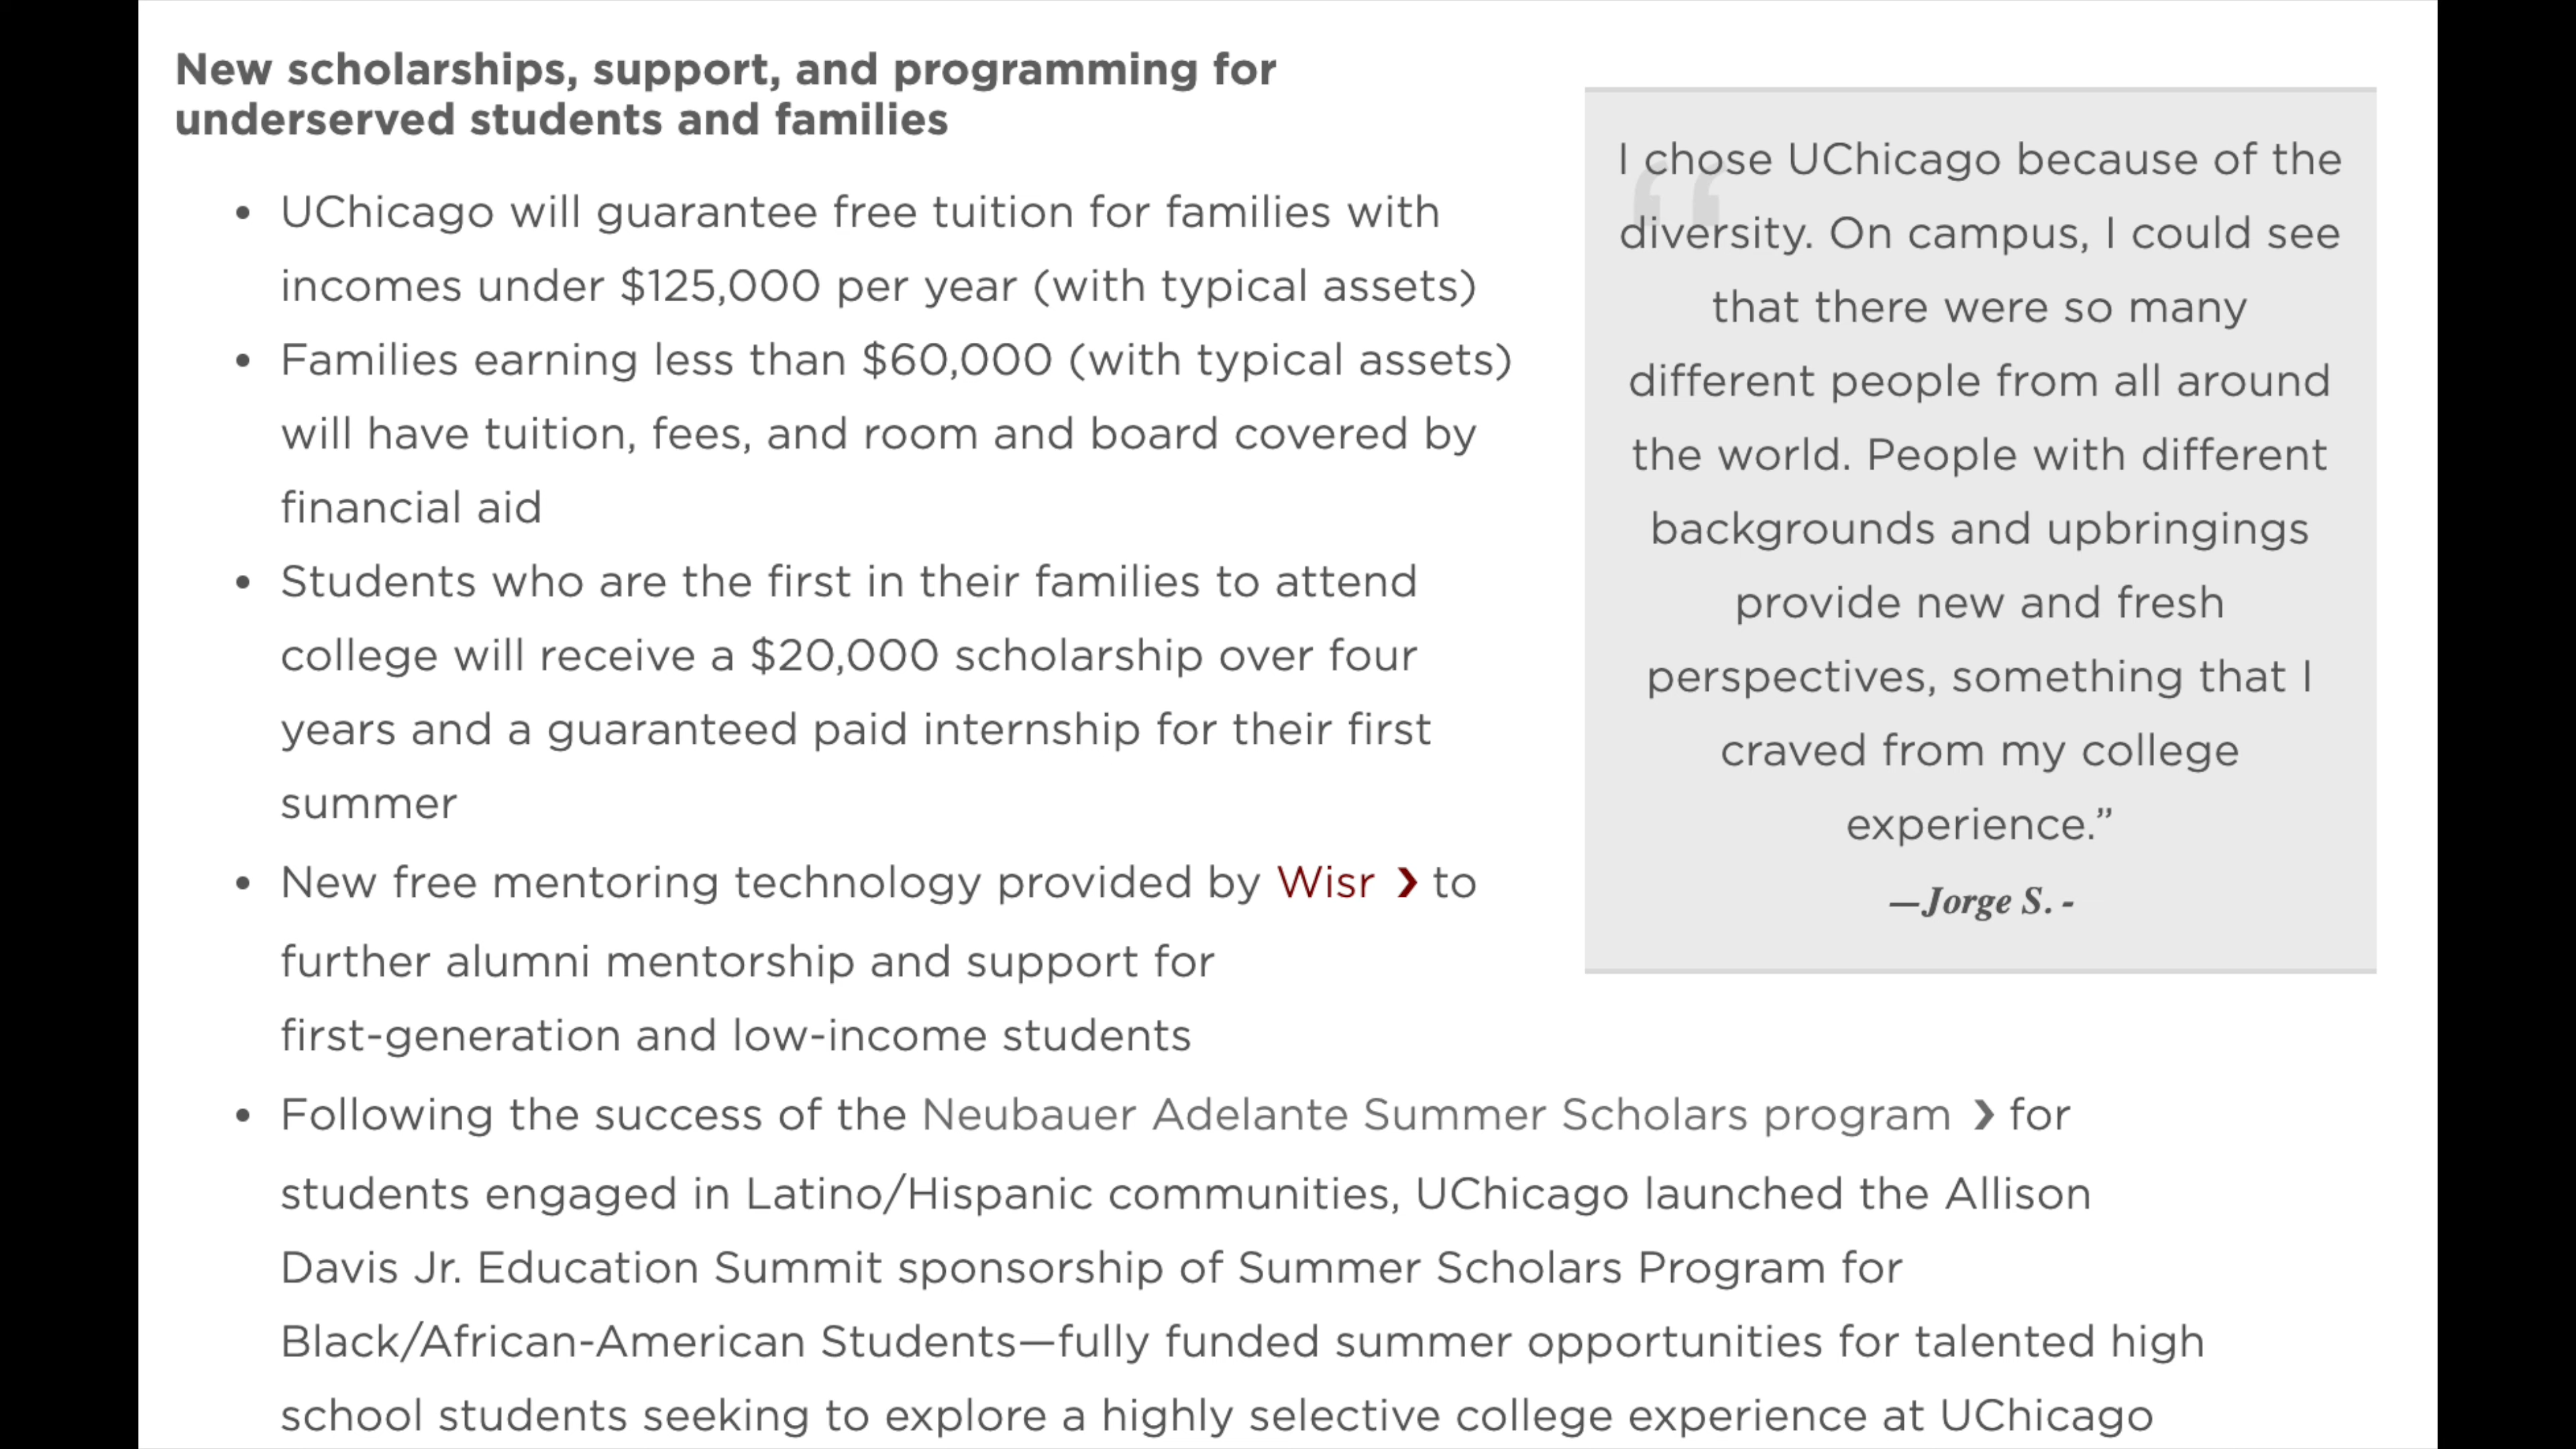 New scholarships, support, and programming for
underserved students and families
• UChicago will guarantee free tuition for families with
incomes under $125,000 per year (with typical assets)
• Families earning less than $60,000 (with typical assets)
will have tuition, fees, and room and board covered by
financial aid
• Students who are the first in their families to attend
college will receive a $20,000 scholarship over four
years and a guaranteed paid internship for their first
summer
• New free mentoring technology provided by Wisr ❯ to
further alumni mentorship and support for
first-generation and low-income students
• Following the success of the Neubauer Adelante Summer Scholars program ❯ for
students engaged in Latino/Hispanic communities, UChicago launched the Allison
Davis Jr. Education Summit sponsorship of Summer Scholars Program for
Black/African-American Students—fully funded summer opportunities for talented high
school students seeking to explore a highly selective college experience at UChicago
“
I chose UChicago because of the
diversity. On campus, I could see
that there were so many
different people from all around
the world. People with different
backgrounds and upbringings
provide new and fresh
perspectives, something that I
craved from my college
experience.”
—Jorge S. -